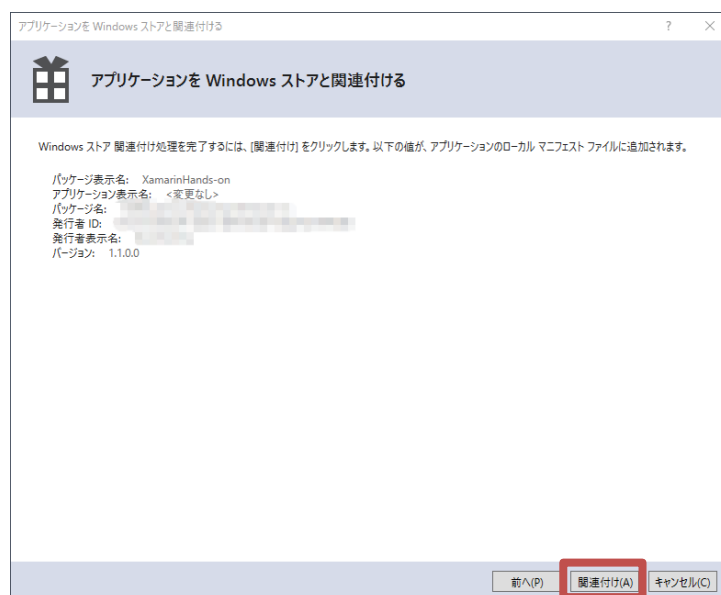 アプリケーションを Windows ストアと関連付ける
?
アプリケーションを Windows ストアと関連付ける
Windows ストア 関連付け処理を完了するには、[関連付け] をクリックします。以下の値が、アプリケーションのローカル マニフェスト ファイルに追加されます。
パッケージ表示名: XamarinHands-on
アプリケーション表示名: <変更なし>
パッケージ名:
発行者 ID:
発行者表示名:
バージョン: 1.1.0.0
前へ(P) 関連付け(A) キャンセル(C)